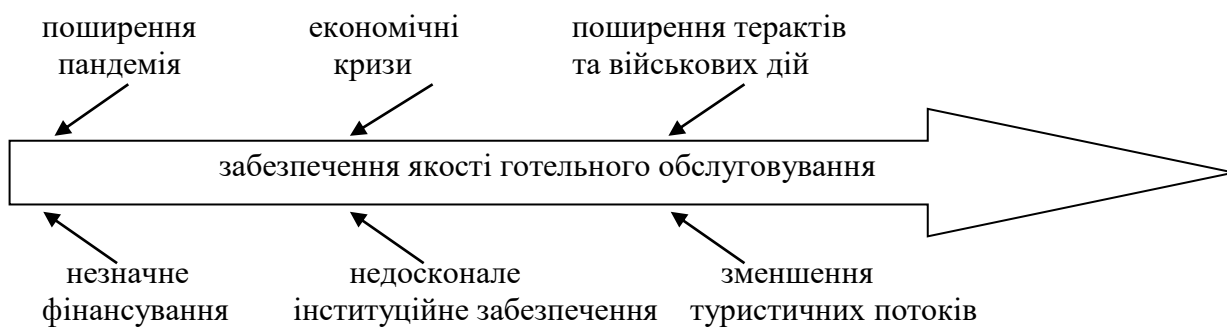 поширення
пандемія
економічні
кризи
поширення терактів
та військових дій
забезпечення якості готельного обслуговування
незначне
фінансування
недосконале
інституційне забезпечення
зменшення
туристичних потоків